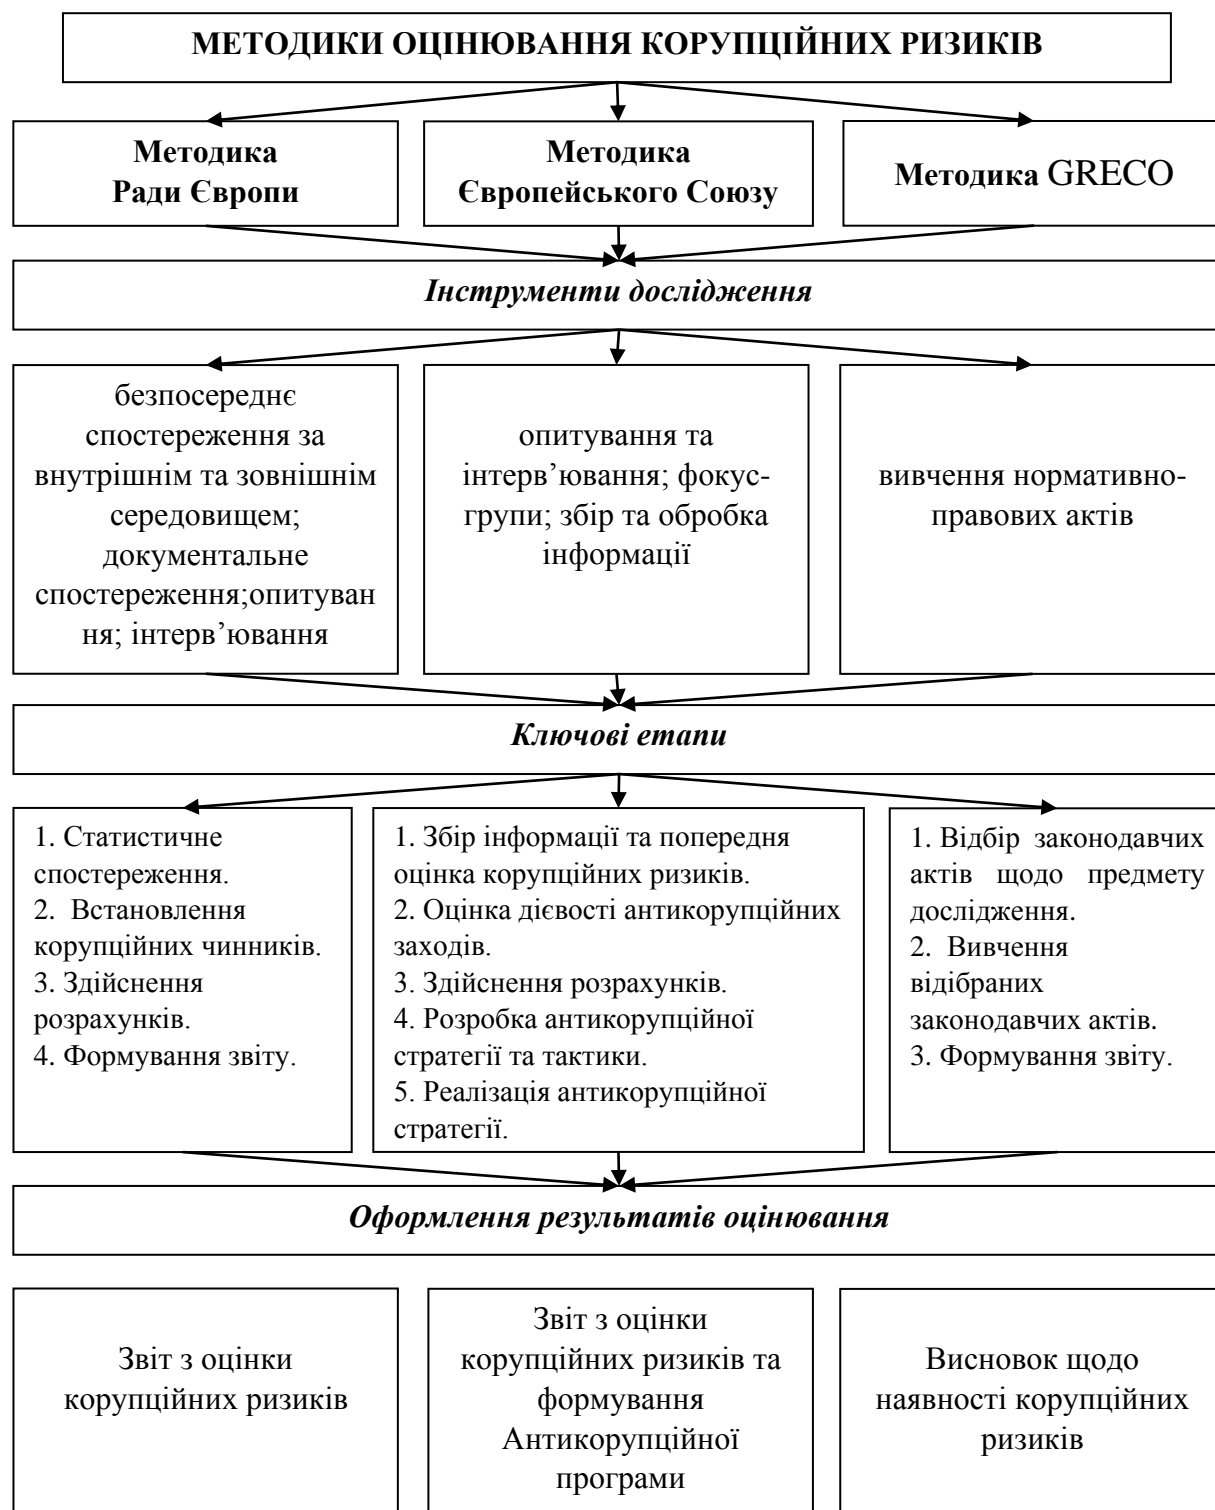 МЕТОДИКИ ОЦІНЮВАННЯ КОРУПЦІЙНИХ РИЗИКІВ
Методика
Ради Європи
Методика
Європейського Союзу
Методика GRECO
Інструменти дослідження
безпосереднє
спостереження за
внутрішнім та зовнішнім
середовищем;
документальне
спостереження;опитуван
ня; інтерв’ювання
опитування та
інтерв’ювання; фокус-
групи; збір та обробка
інформації
вивчення нормативно-
правових актів
Ключові етапи
1. Статистичне
спостереження.
2. Встановлення
корупційних чинників.
3. Здійснення
розрахунків.
4. Формування звіту.
1. Збір інформації та попередня
оцінка корупційних ризиків.
2. Оцінка дієвості антикорупційних
заходів.
3. Здійснення розрахунків.
4. Розробка антикорупційної
стратегії та тактики.
5. Реалізація антикорупційної
стратегії.
1. Відбір законодавчих
актів щодо предмету
дослідження.
2. Вивчення
відібраних
законодавчих актів.
3. Формування звіту.
Оформлення результатів оцінювання
Звіт з оцінки
корупційних ризиків
Звіт з оцінки
корупційних ризиків та
формування
Антикорупційної
програми
Висновок щодо
наявності корупційних
ризиків